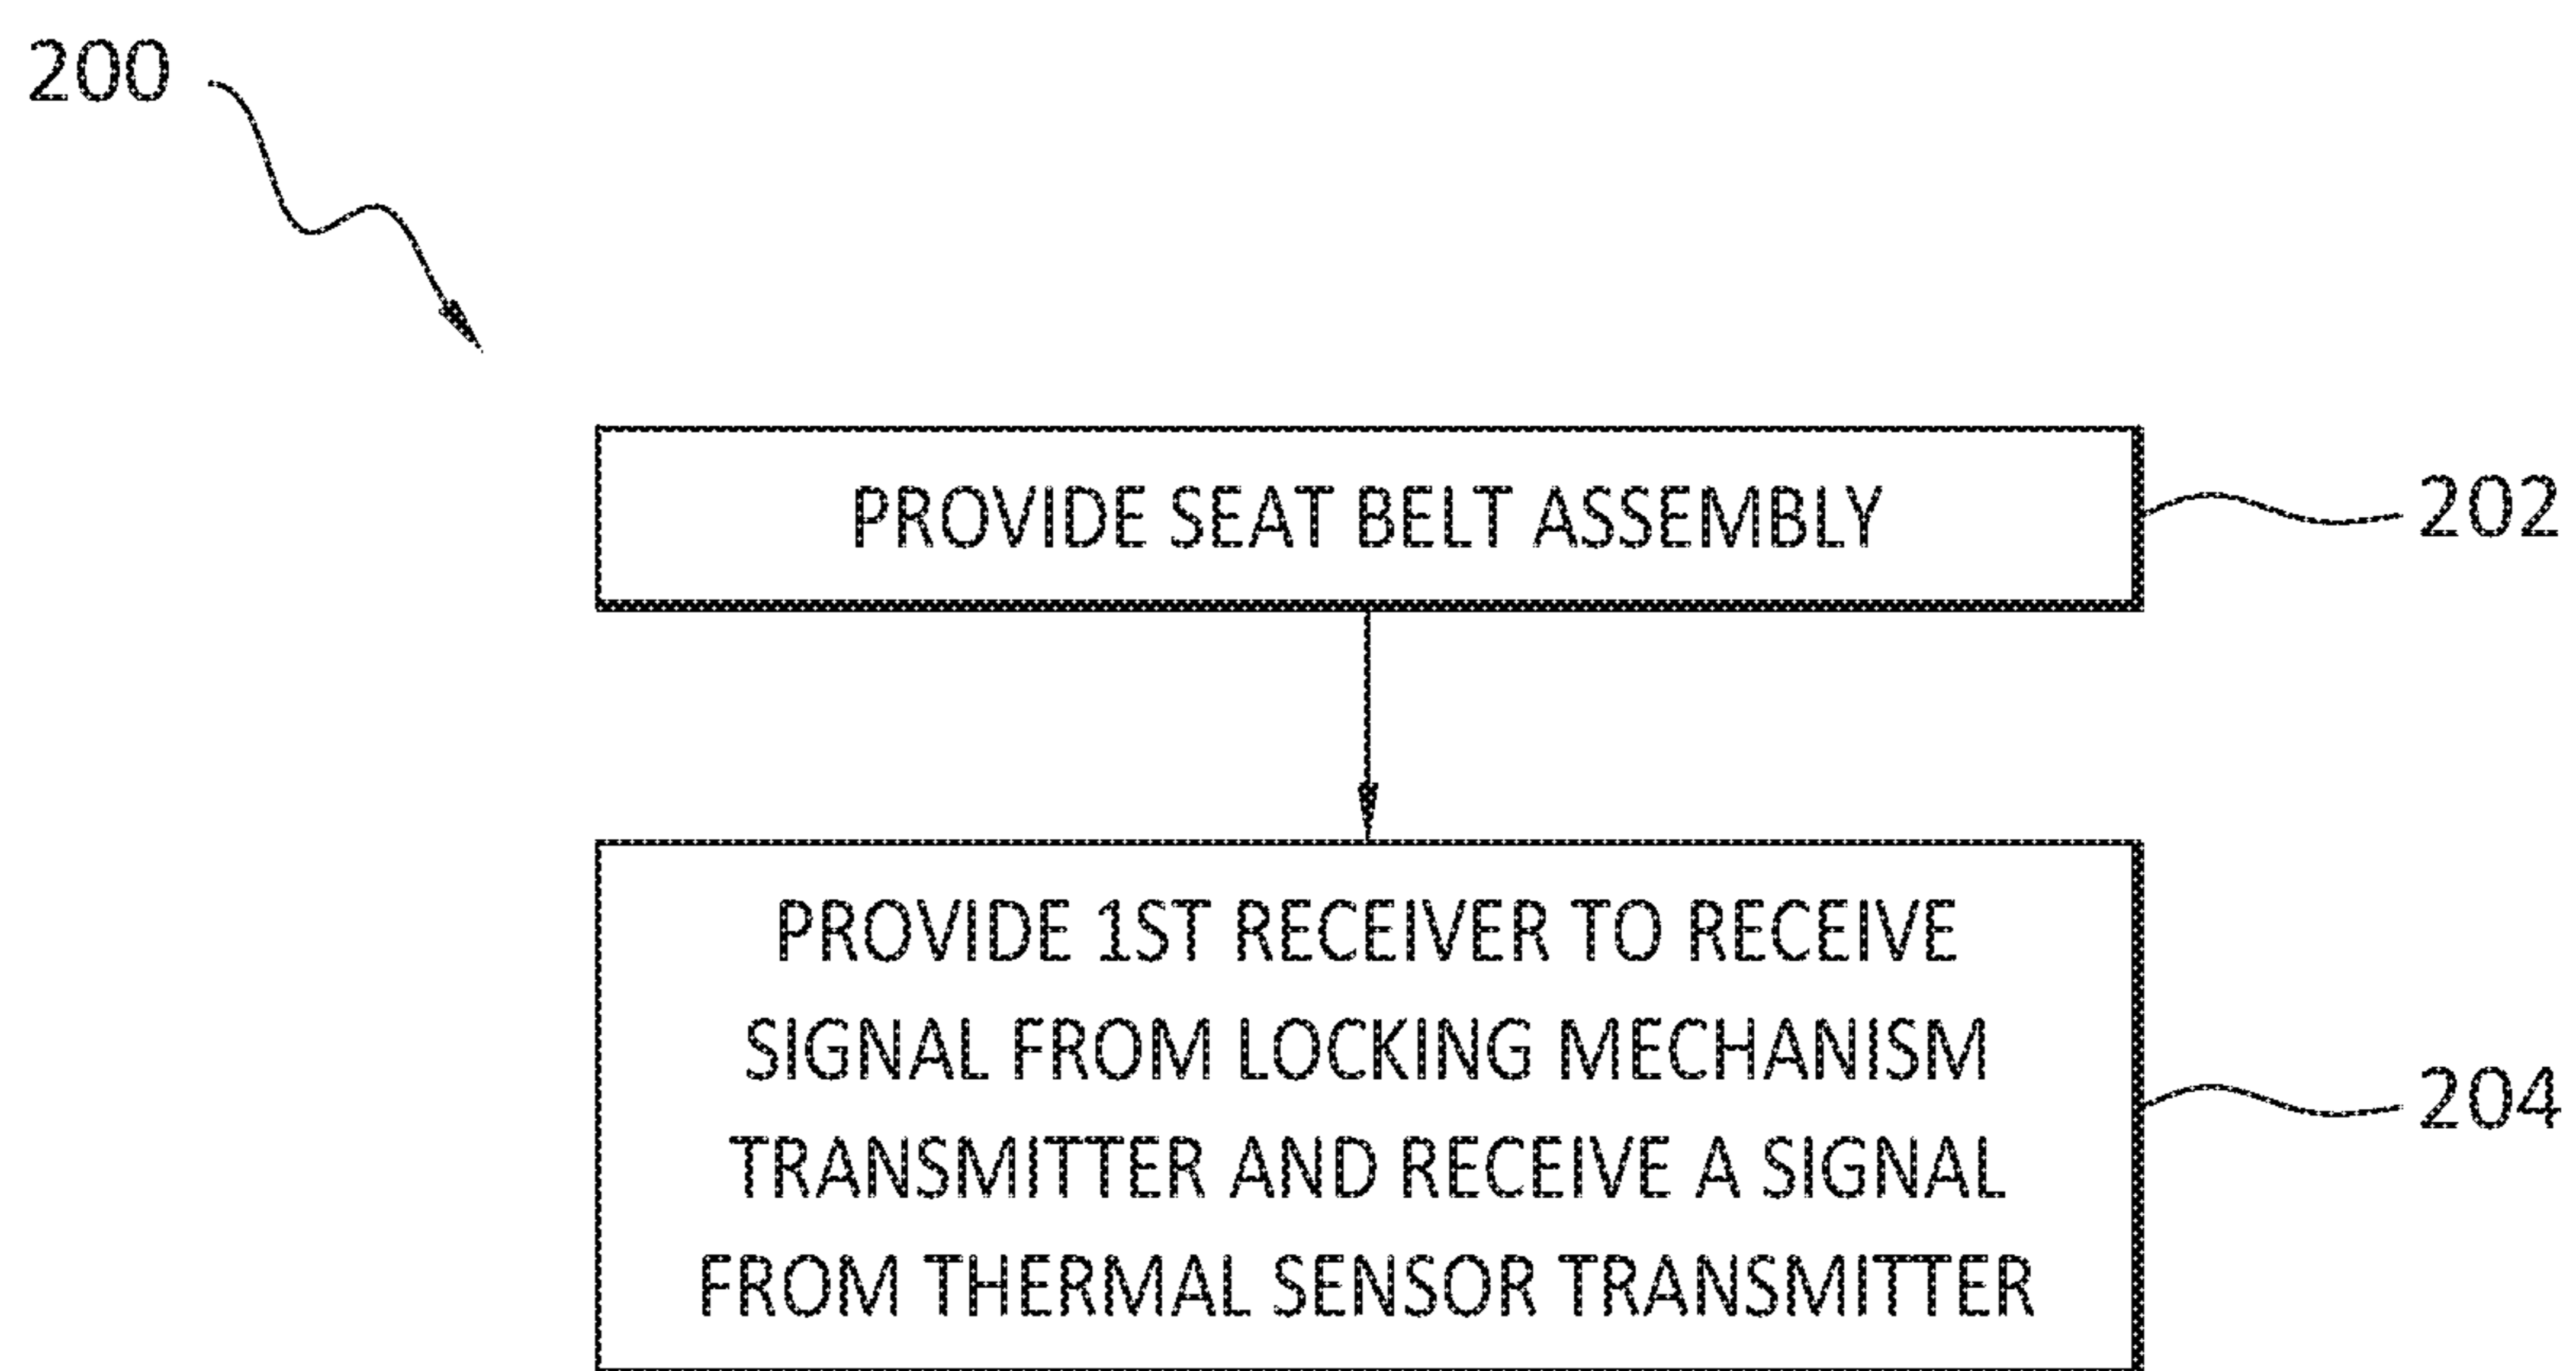 200
PROVIDE SEAT BELT ASSEMBLY
202
PROVIDE 1ST RECEIVER TO RECEIVE
SIGNAL FROM LOCKING MECHANISM
TRANSMITTER AND RECEIVE A SIGNAL
FROM THERMAL SENSOR TRANSMITTER
204